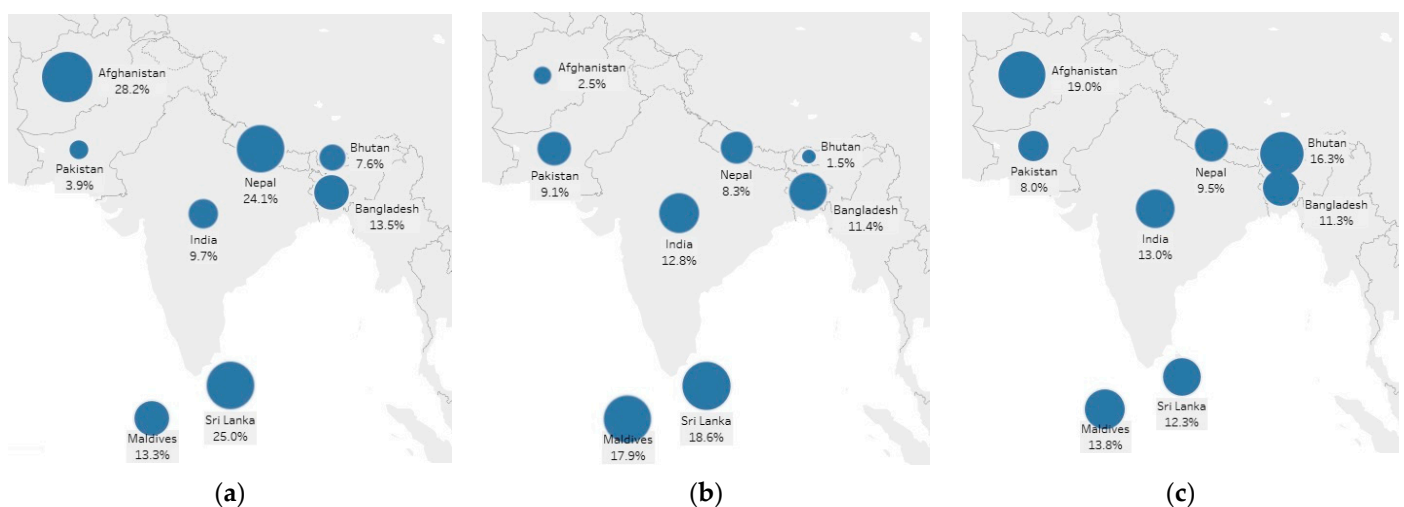 Afghanistan
28.2%
Pakistan
3.9%
Nepal
24.1%
Bhutan
7.6%
Bangladesh
13.5%
India
9.7%
Sri Lanka
25.0%
Maldives
13.3%
(a)
Afghanistan
2.5%
Pakistan
9.1%
Nepal
8.3%
Bhutan
1.5%
Bangladesh
11.4%
India
12.8%
Sri Lanka
18.6%
Maldives
17.9%
(b)
Afghanistan
19.0%
Pakistan
8.0%
Nepal
9.5%
Bhutan
16.3%
Bangladesh
11.3%
India
13.0%
Sri Lanka
12.3%
Maldives
13.8%
(c)